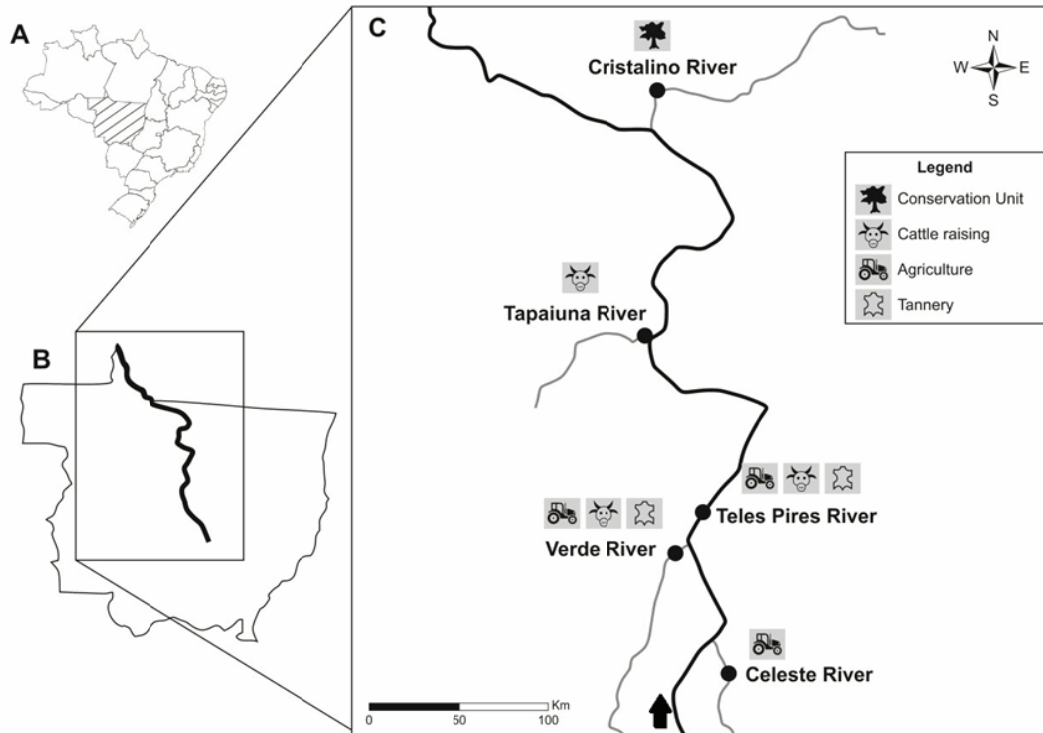 A
B
C
Cristalino River
N
W E
S
Legend
Conservation Unit
Cattle raising
Agriculture
Tannery
Tapaiuna River
Teles Pires River
Verde River
Celeste River
Km
0 50 100